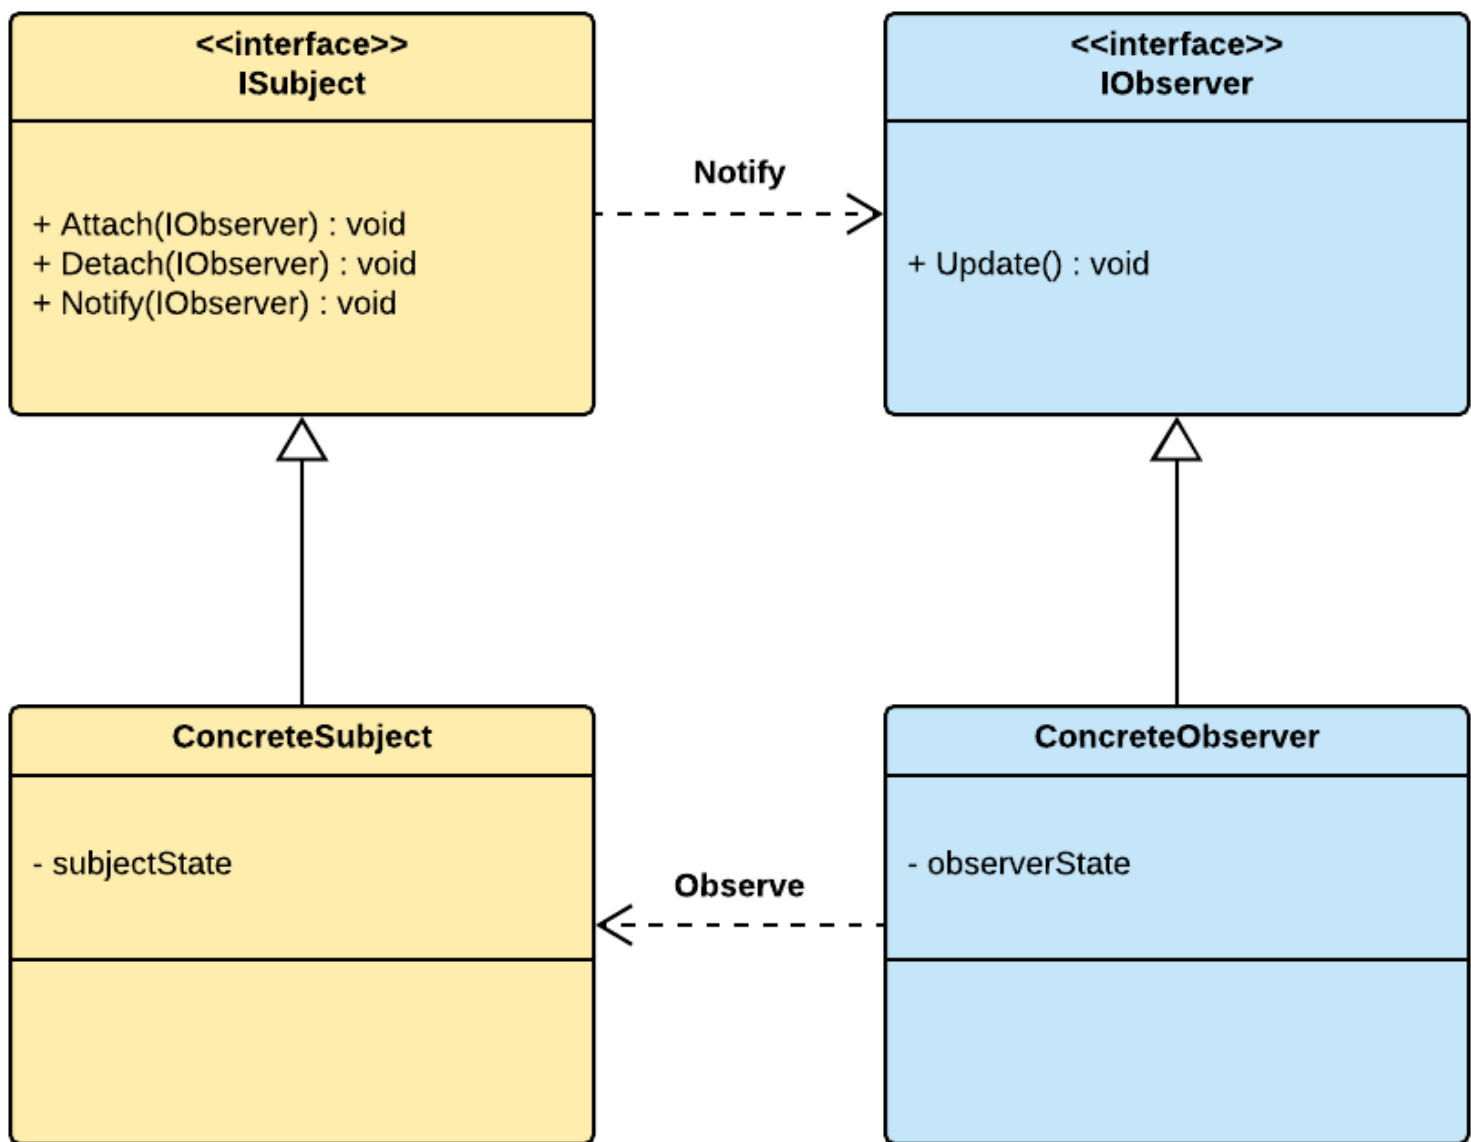 <<interface>>
ISubject
+ Attach(IObserver) : void
+ Detach(IObserver) : void
+ Notify(IObserver) : void
Notify
<<interface>>
IObserver
+ Update() : void
ConcreteSubject
- subjectState
Observe
ConcreteObserver
- observerState